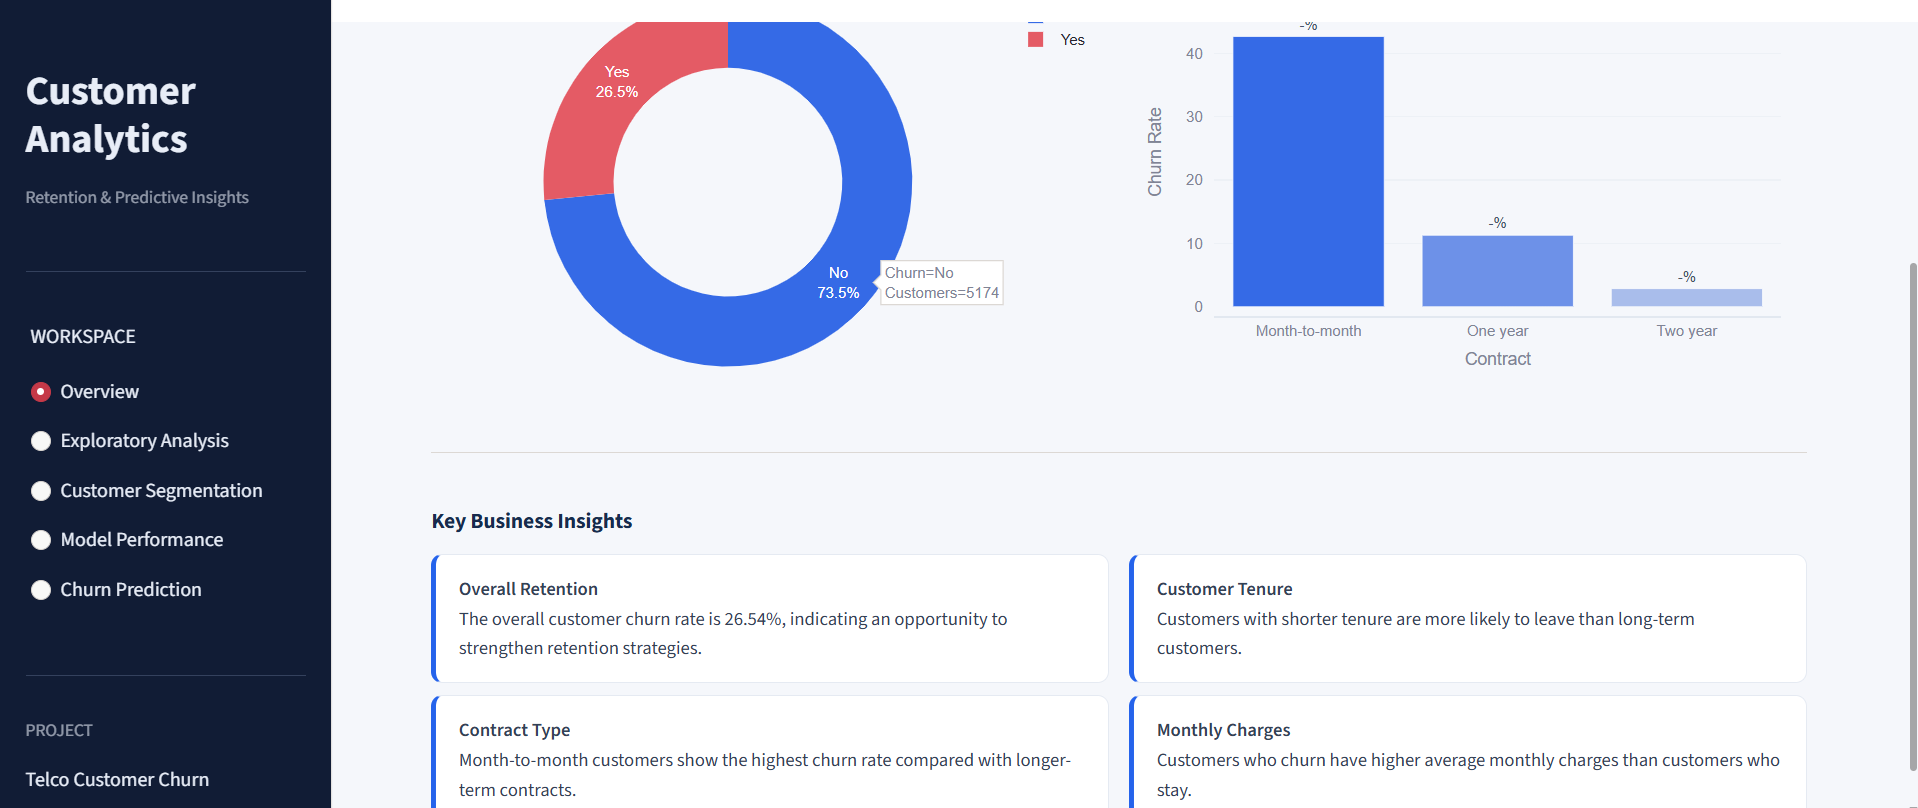 Customer
Analytics
Retention & Predictive Insights
WORKSPACE
Overview
Exploratory Analysis
Customer Segmentation
Model Performance
Churn Prediction
PROJECT
Telco Customer Churn
Yes
Yes
26.5%
No
73.5%
Churn=No
Customers=5174
Churn Rate
40
30
20
10
0
-%
-%
-%
Month-to-month
One year
Two year
Contract
Key Business Insights
Overall Retention
The overall customer churn rate is 26.54%, indicating an opportunity to
strengthen retention strategies.
Customer Tenure
Customers with shorter tenure are more likely to leave than long-term
customers.
Contract Type
Month-to-month customers show the highest churn rate compared with longer-
term contracts.
Monthly Charges
Customers who churn have higher average monthly charges than customers who
stay.